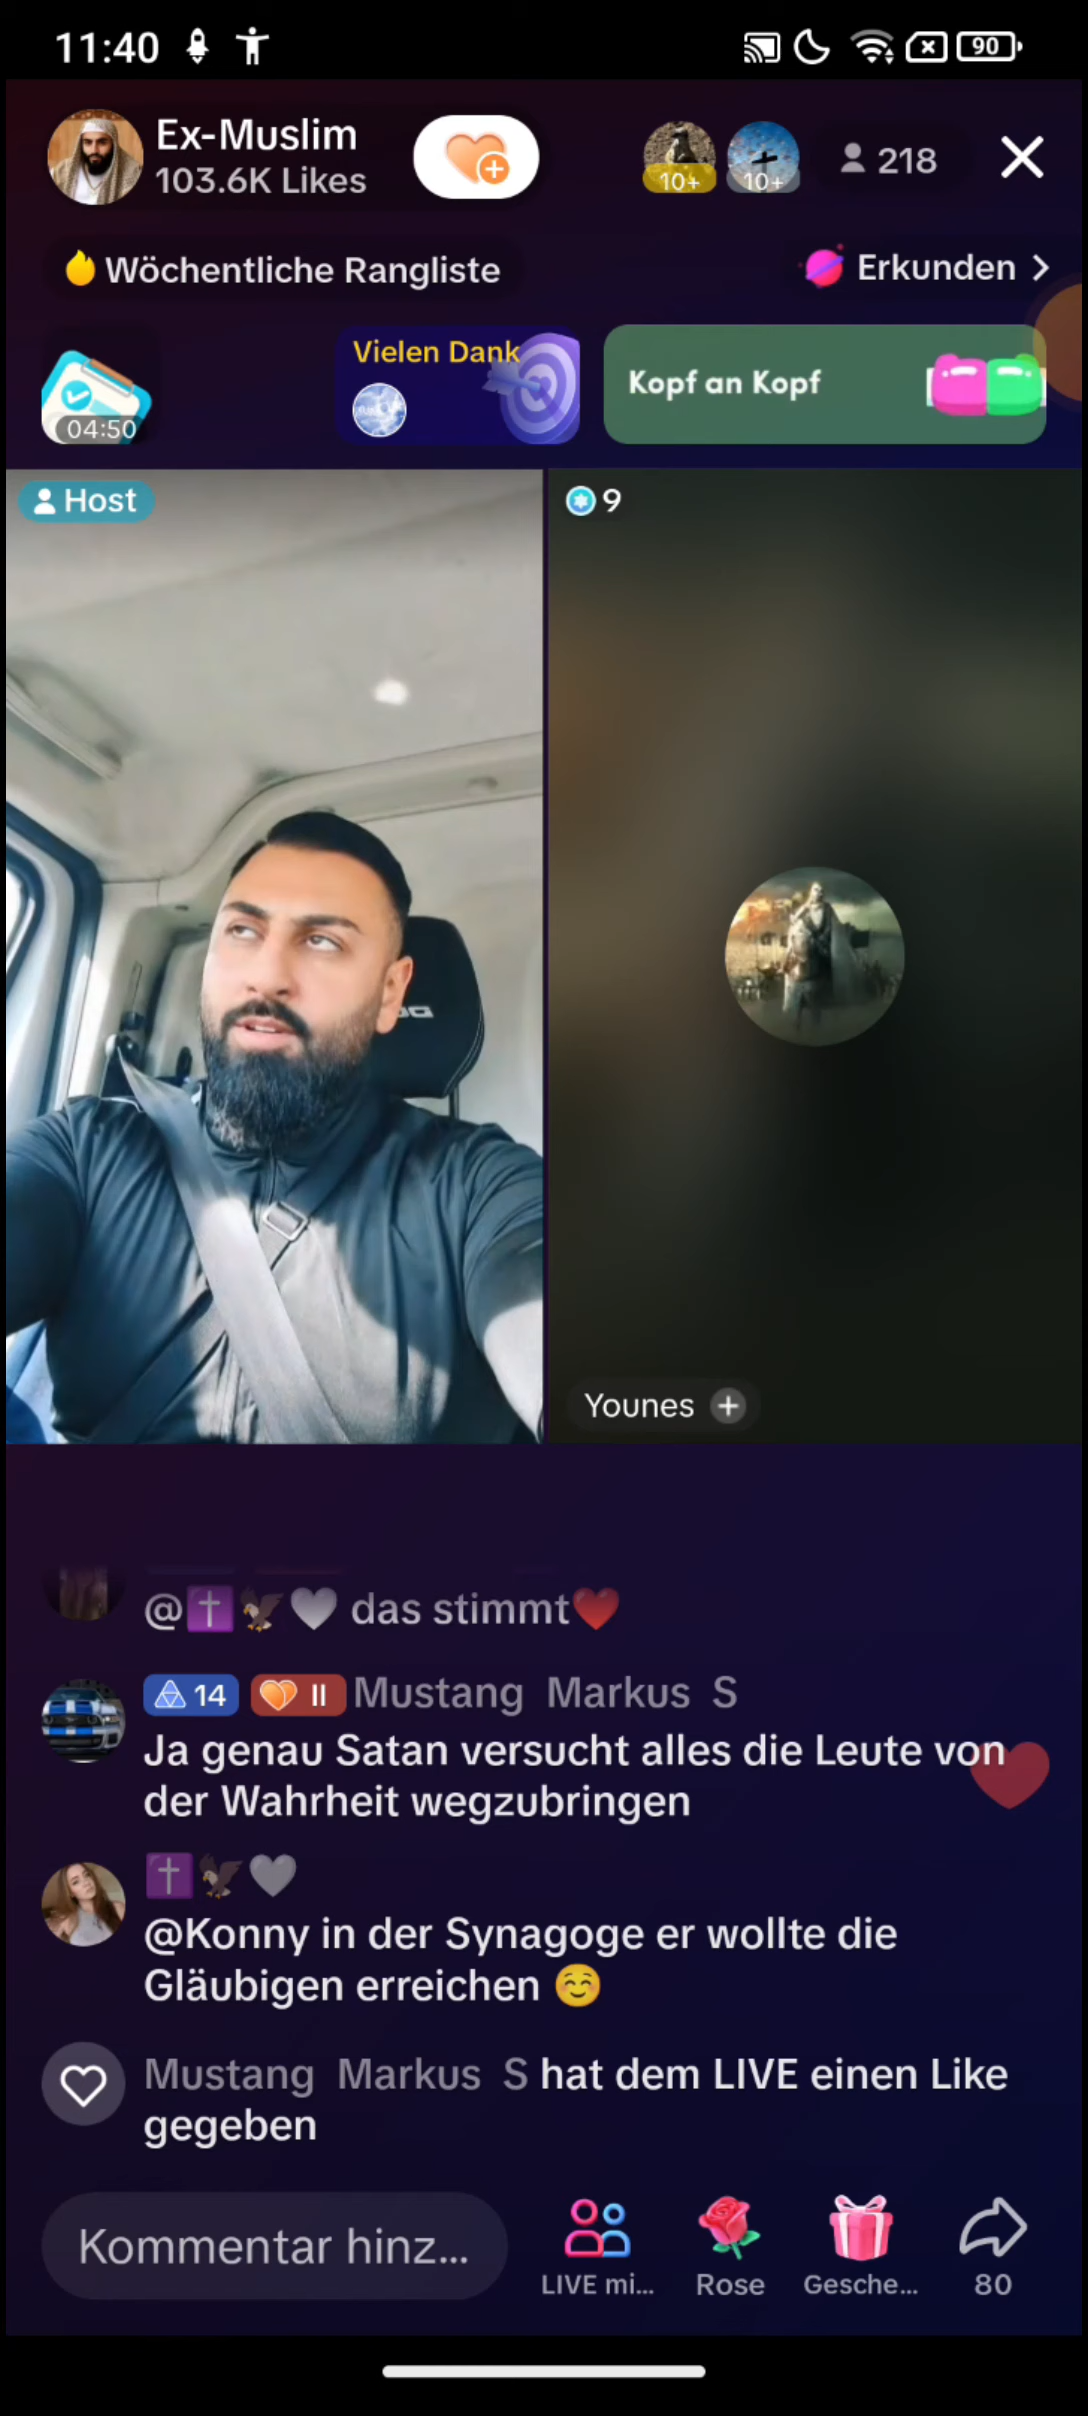 11:40
90
Ex-Muslim
103.6K Likes
10+
10+
218
Wöchentliche Rangliste
Erkunden
04:50
Vielen Dank
Kopf an Kopf
Host
9
Younes
@✝️🦅🤍 das stimmt❤️
14 II Mustang Markus S
Ja genau Satan versucht alles die Leute von
der Wahrheit wegzubringen
✝️🦅🤍
@Konny in der Synagoge er wollte die
Gläubigen erreichen ☺️
Mustang Markus S hat dem LIVE einen Like
gegeben
Kommentar hinz...
LIVE mi...
Rose
Gesche...
80